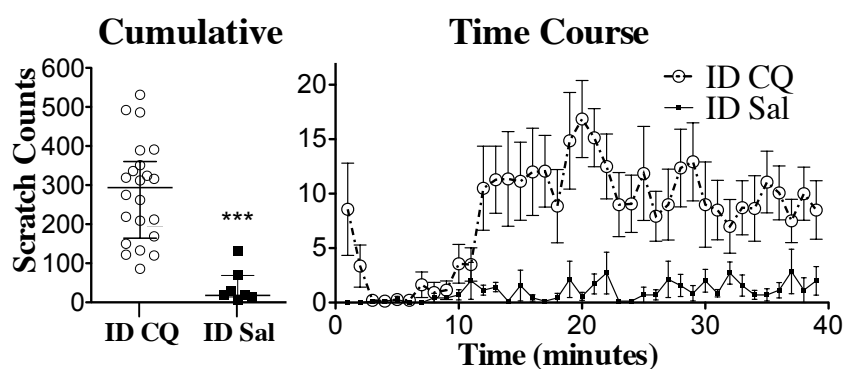 Cumulative
Time Course
Scratch Counts
600
500
400
300
200
100
0
***
ID CQ
ID Sal
20
15
10
5
0
ID CQ
ID Sal
0
10
20
30
40
Time (minutes)